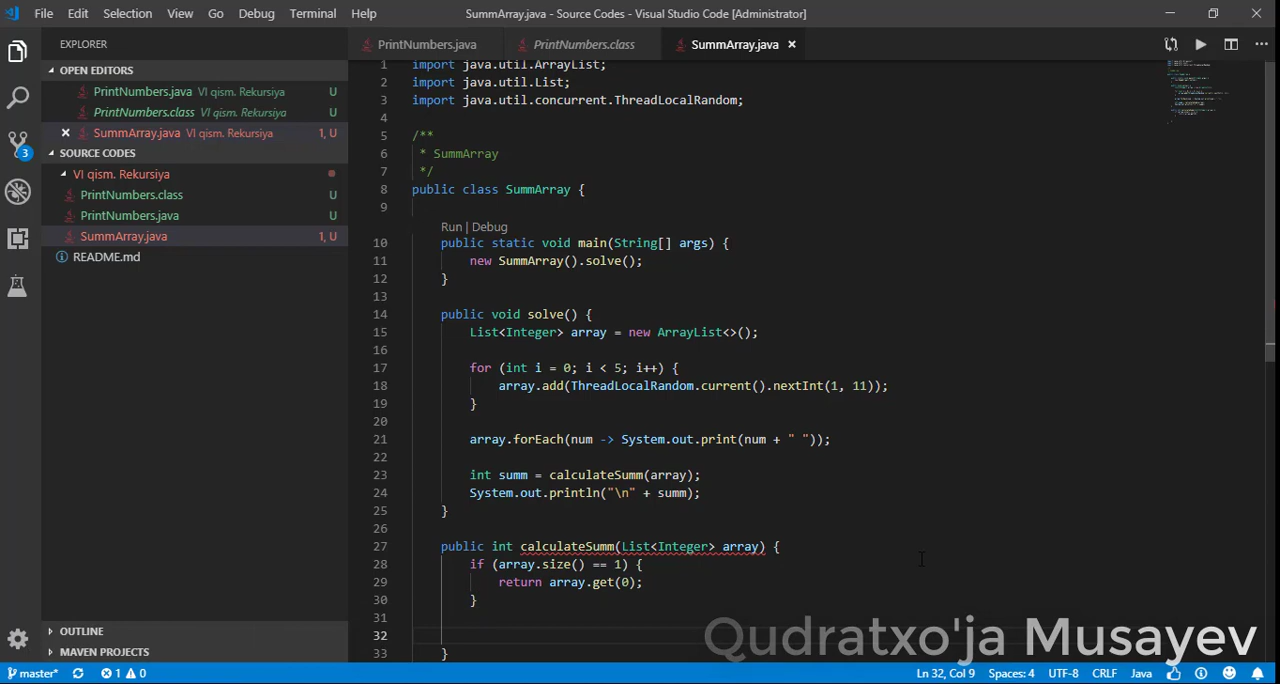 File Edit Selection View Go Debug Terminal Help SummArray.java - Source Codes - Visual Studio Code [Administrator]
EXPLORER
PrintNumbers.java PrintNumbers.class SummArray.java ×
OPEN EDITORS
PrintNumbers.java VI qism. Rekursiya U
PrintNumbers.class VI qism. Rekursiya U
SummArray.java VI qism. Rekursiya 1, U
SOURCE CODES
VI qism. Rekursiya
PrintNumbers.class U
PrintNumbers.java U
SummArray.java 1, U
README.md
3
OUTLINE
MAVEN PROJECTS
1 import java.util.ArrayList;
2 import java.util.List;
3 import java.util.concurrent.ThreadLocalRandom;
4
5 /**
6 * SummArray
7 */
8 public class SummArray {
9
Run | Debug
10 public static void main(String[] args) {
11 new SummArray().solve();
12 }
13
14 public void solve() {
15 List<Integer> array = new ArrayList<>();
16
17 for (int i = 0; i < 5; i++) {
18 array.add(ThreadLocalRandom.current().nextInt(1, 11));
19 }
20
21 array.forEach(num -> System.out.print(num + " "));
22
23 int summ = calculateSumm(array);
24 System.out.println("\n" + summ);
25 }
26
27 public int calculateSumm(List<Integer> array) {
28 if (array.size() == 1) {
29 return array.get(0);
30 }
31
32
33 }
Qudratxo'ja Musayev
master* 1 0 Ln 32, Col 9 Spaces: 4 UTF-8 CRLF Java